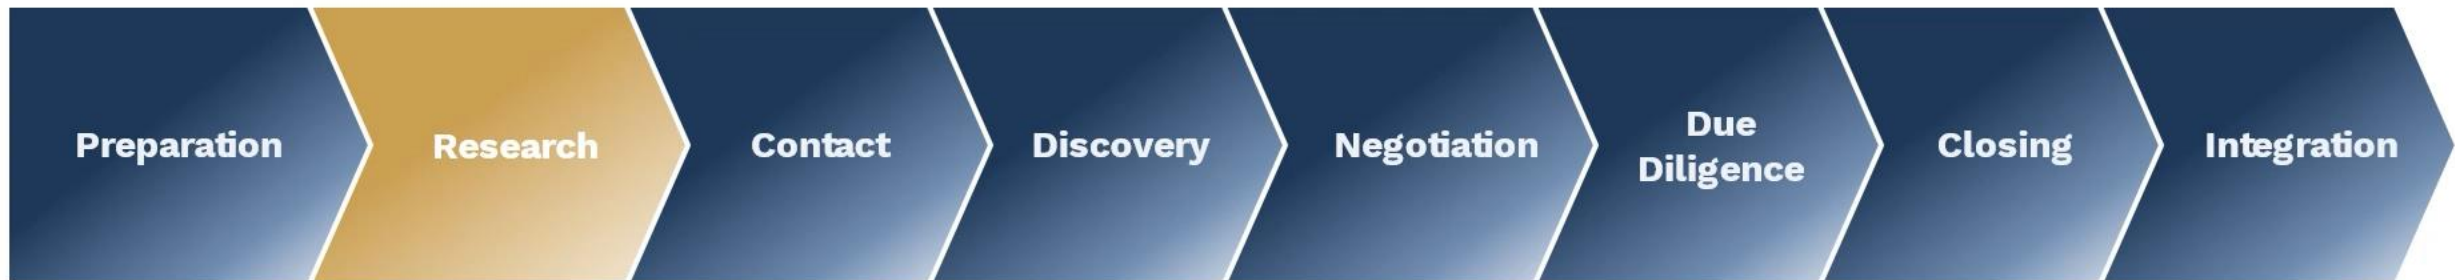 Preparation
Research
Contact
Discovery
Negotiation
Due
Diligence
Closing
Integration